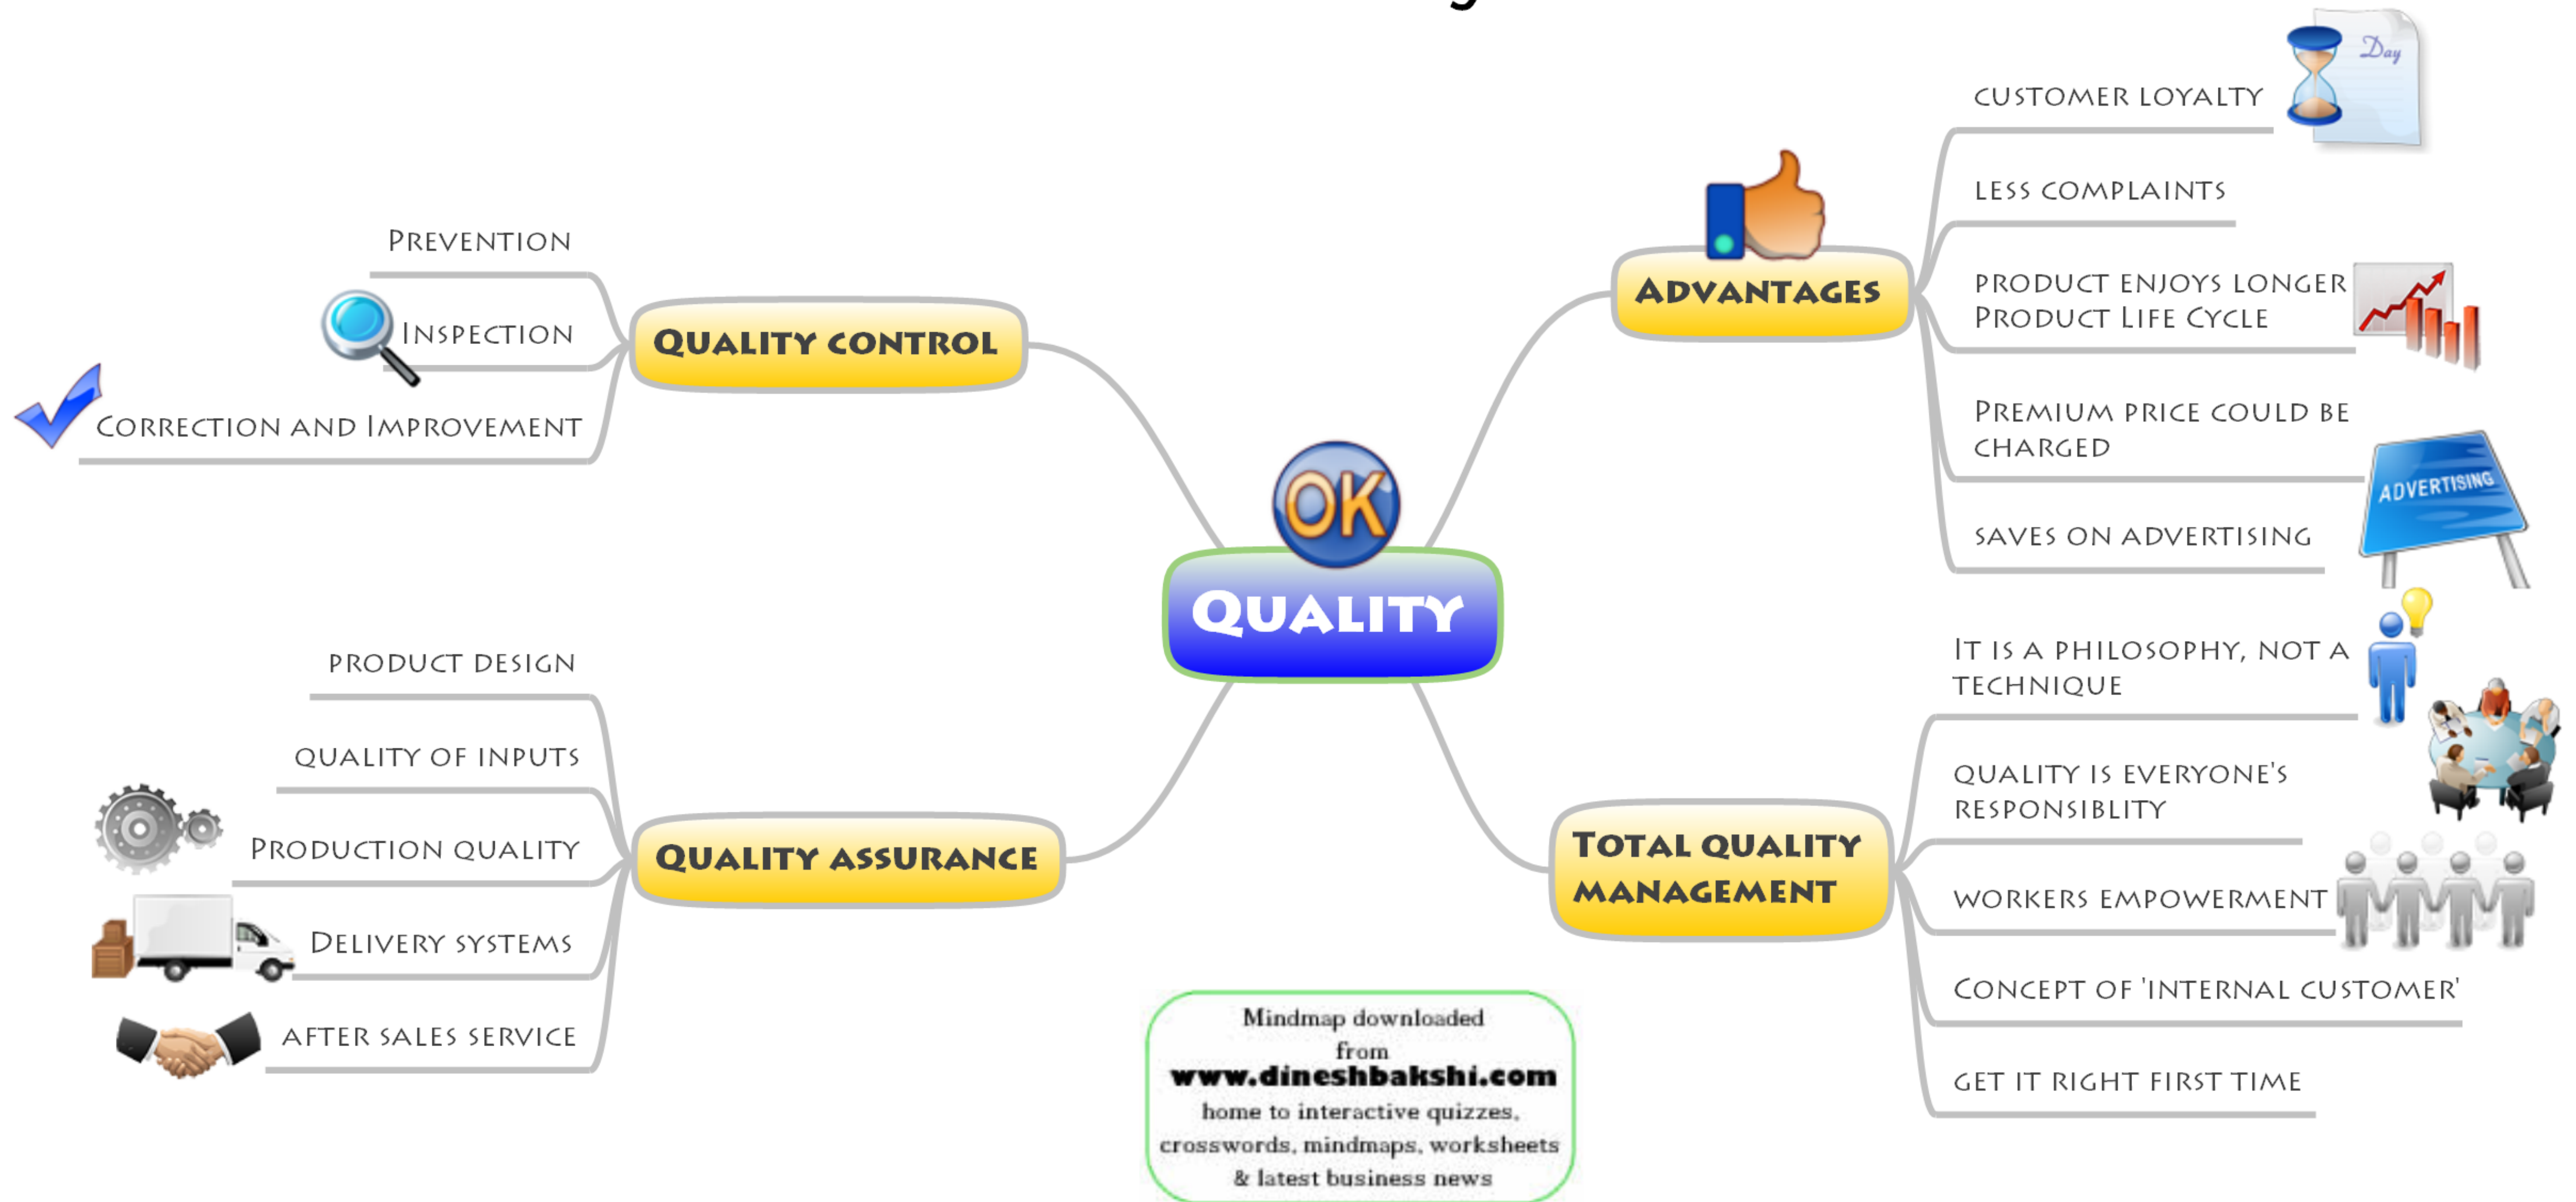 Day
CUSTOMER LOYALTY
LESS COMPLAINTS
PRODUCT ENJOYS LONGER
PRODUCT LIFE CYCLE
PREMIUM PRICE COULD BE
CHARGED
ADVERTISING
SAVES ON ADVERTISING
ADVANTAGES
PREVENTION
INSPECTION
CORRECTION AND IMPROVEMENT
QUALITY CONTROL
OK
QUALITY
PRODUCT DESIGN
QUALITY OF INPUTS
PRODUCTION QUALITY
DELIVERY SYSTEMS
AFTER SALES SERVICE
QUALITY ASSURANCE
TOTAL QUALITY
MANAGEMENT
IT IS A PHILOSOPHY, NOT A
TECHNIQUE
QUALITY IS EVERYONE'S
RESPONSIBLITY
WORKERS EMPOWERMENT
CONCEPT OF 'INTERNAL CUSTOMER'
GET IT RIGHT FIRST TIME
Mindmap downloaded
from
www.dineshbakshi.com
home to interactive quizzes,
crosswords, mindmaps, worksheets
& latest business news